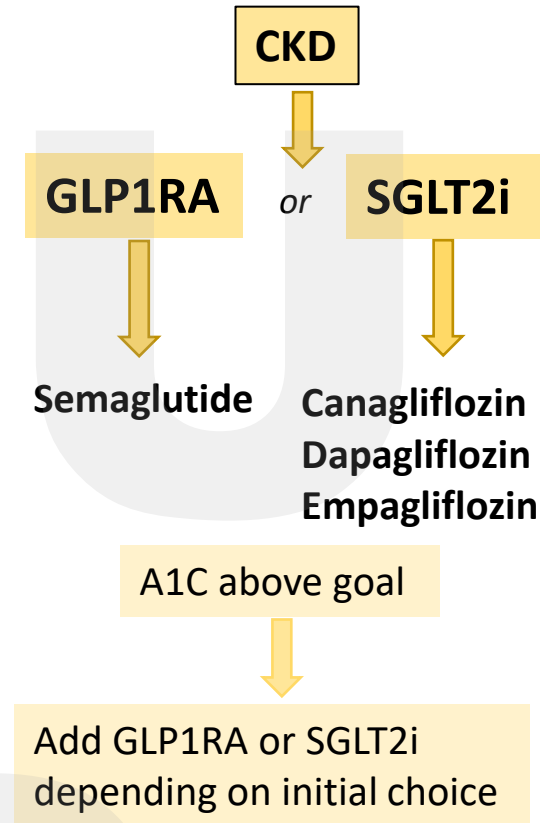 CKD
GLP1RA or SGLT2i
Semaglutide
Canagliflozin
Dapagliflozin
Empagliflozin
A1C above goal
Add GLP1RA or SGLT2i
depending on initial choice